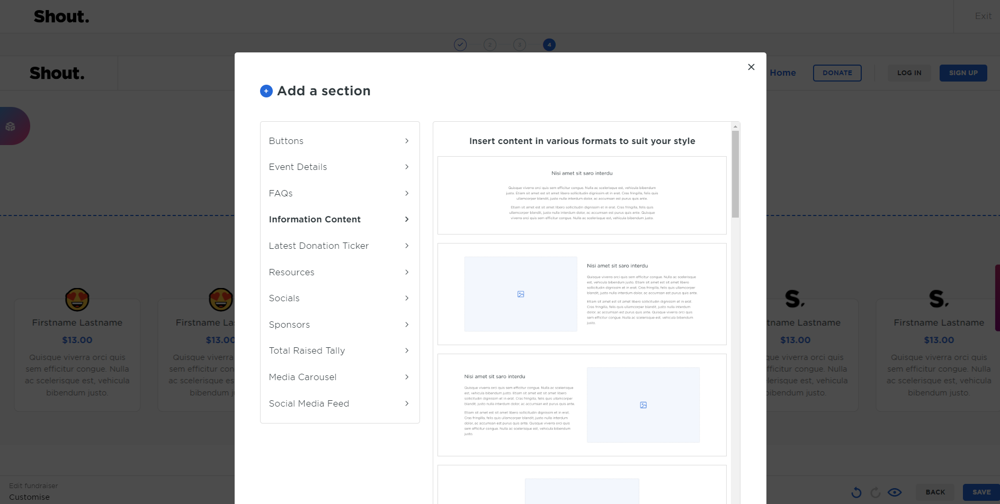 Shout.
Exit
2
3
4
Shout.
Home
DONATE
LOG IN
SIGN UP
+ Add a section
Buttons
Event Details
FAQs
Information Content
Latest Donation Ticker
Resources
Socials
Sponsors
Total Raised Tally
Media Carousel
Social Media Feed
Insert content in various formats to suit your style
Nisi amet sit saro interdu
Quisque viverra orci quis sem efficitur congue. Nulla ac scelerisque est, vehicula bibendum
justo. Etiam sit amet est sit amet libero sollicitudin dignissim et in erat. Cras fringilla, felis quis
ullamcorper blandit, justo nulla interdum dolor, ac accumsan est purus quis ante.
Etiam sit amet est sit amet libero sollicitudin dignissim et in erat. Cras fringilla, felis quis
ullamcorper blandit, justo nulla interdum dolor, ac accumsan est purus quis ante. Quisque
viverra orci quis sem efficitur congue. Nulla ac scelerisque est, vehicula bibendum justo.
Nisi amet sit saro interdu
Quisque viverra orci quis sem efficitur congue. Nulla ac scelerisque
est, vehicula bibendum justo. Etiam sit amet est sit amet libero
sollicitudin dignissim et in erat. Cras fringilla, felis quis ullamcorper
blandit, justo nulla interdum dolor, ac accumsan est purus quis ante.
Etiam sit amet est sit amet libero sollicitudin dignissim et in erat.
Cras fringilla, felis quis ullamcorper blandit, justo nulla interdum
dolor, ac accumsan est purus quis ante. Quisque viverra orci quis
sem efficitur congue. Nulla ac scelerisque est, vehicula bibendum
justo.
Nisi amet sit saro interdu
Quisque viverra orci quis sem efficitur congue. Nulla ac scelerisque
est, vehicula bibendum justo. Etiam sit amet est sit amet libero
sollicitudin dignissim et in erat. Cras fringilla, felis quis ullamcorper
blandit, justo nulla interdum dolor, ac accumsan est purus quis ante.
Etiam sit amet est sit amet libero sollicitudin dignissim et in erat.
Cras fringilla, felis quis ullamcorper blandit, justo nulla interdum
dolor, ac accumsan est purus quis ante. Quisque viverra orci quis
sem efficitur congue. Nulla ac scelerisque est, vehicula bibendum
justo.
Firstname Lastname
$13.00
Quisque viverra orci quis
sem efficitur congue. Nulla
ac scelerisque est, vehicula
bibendum justo.
Firstname La
$13.00
Quisque viverra
sem efficitur con
ac scelerisque es
bibendum j
S.
tname Lastname
$13.00
que viverra orci quis
fficitur congue. Nulla
lerisque est, vehicula
bibendum justo.
S.
Firstname Lastname
$13.00
Quisque viverra orci quis
sem efficitur congue. Nulla
ac scelerisque est, vehicula
bibendum justo.
Edit fundraiser
Customise
BACK
SAVE